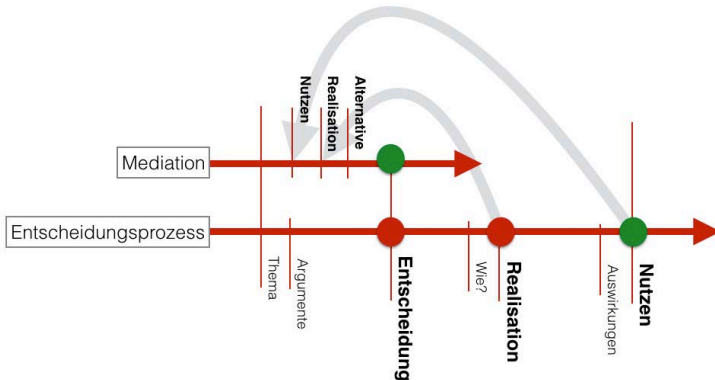 Nutzen
Realisation
Alternative
Mediation
Entscheidungsprozess
Thema
Argumente
Entscheidung
Wie?
Realisation
Auswirkungen
Nutzen